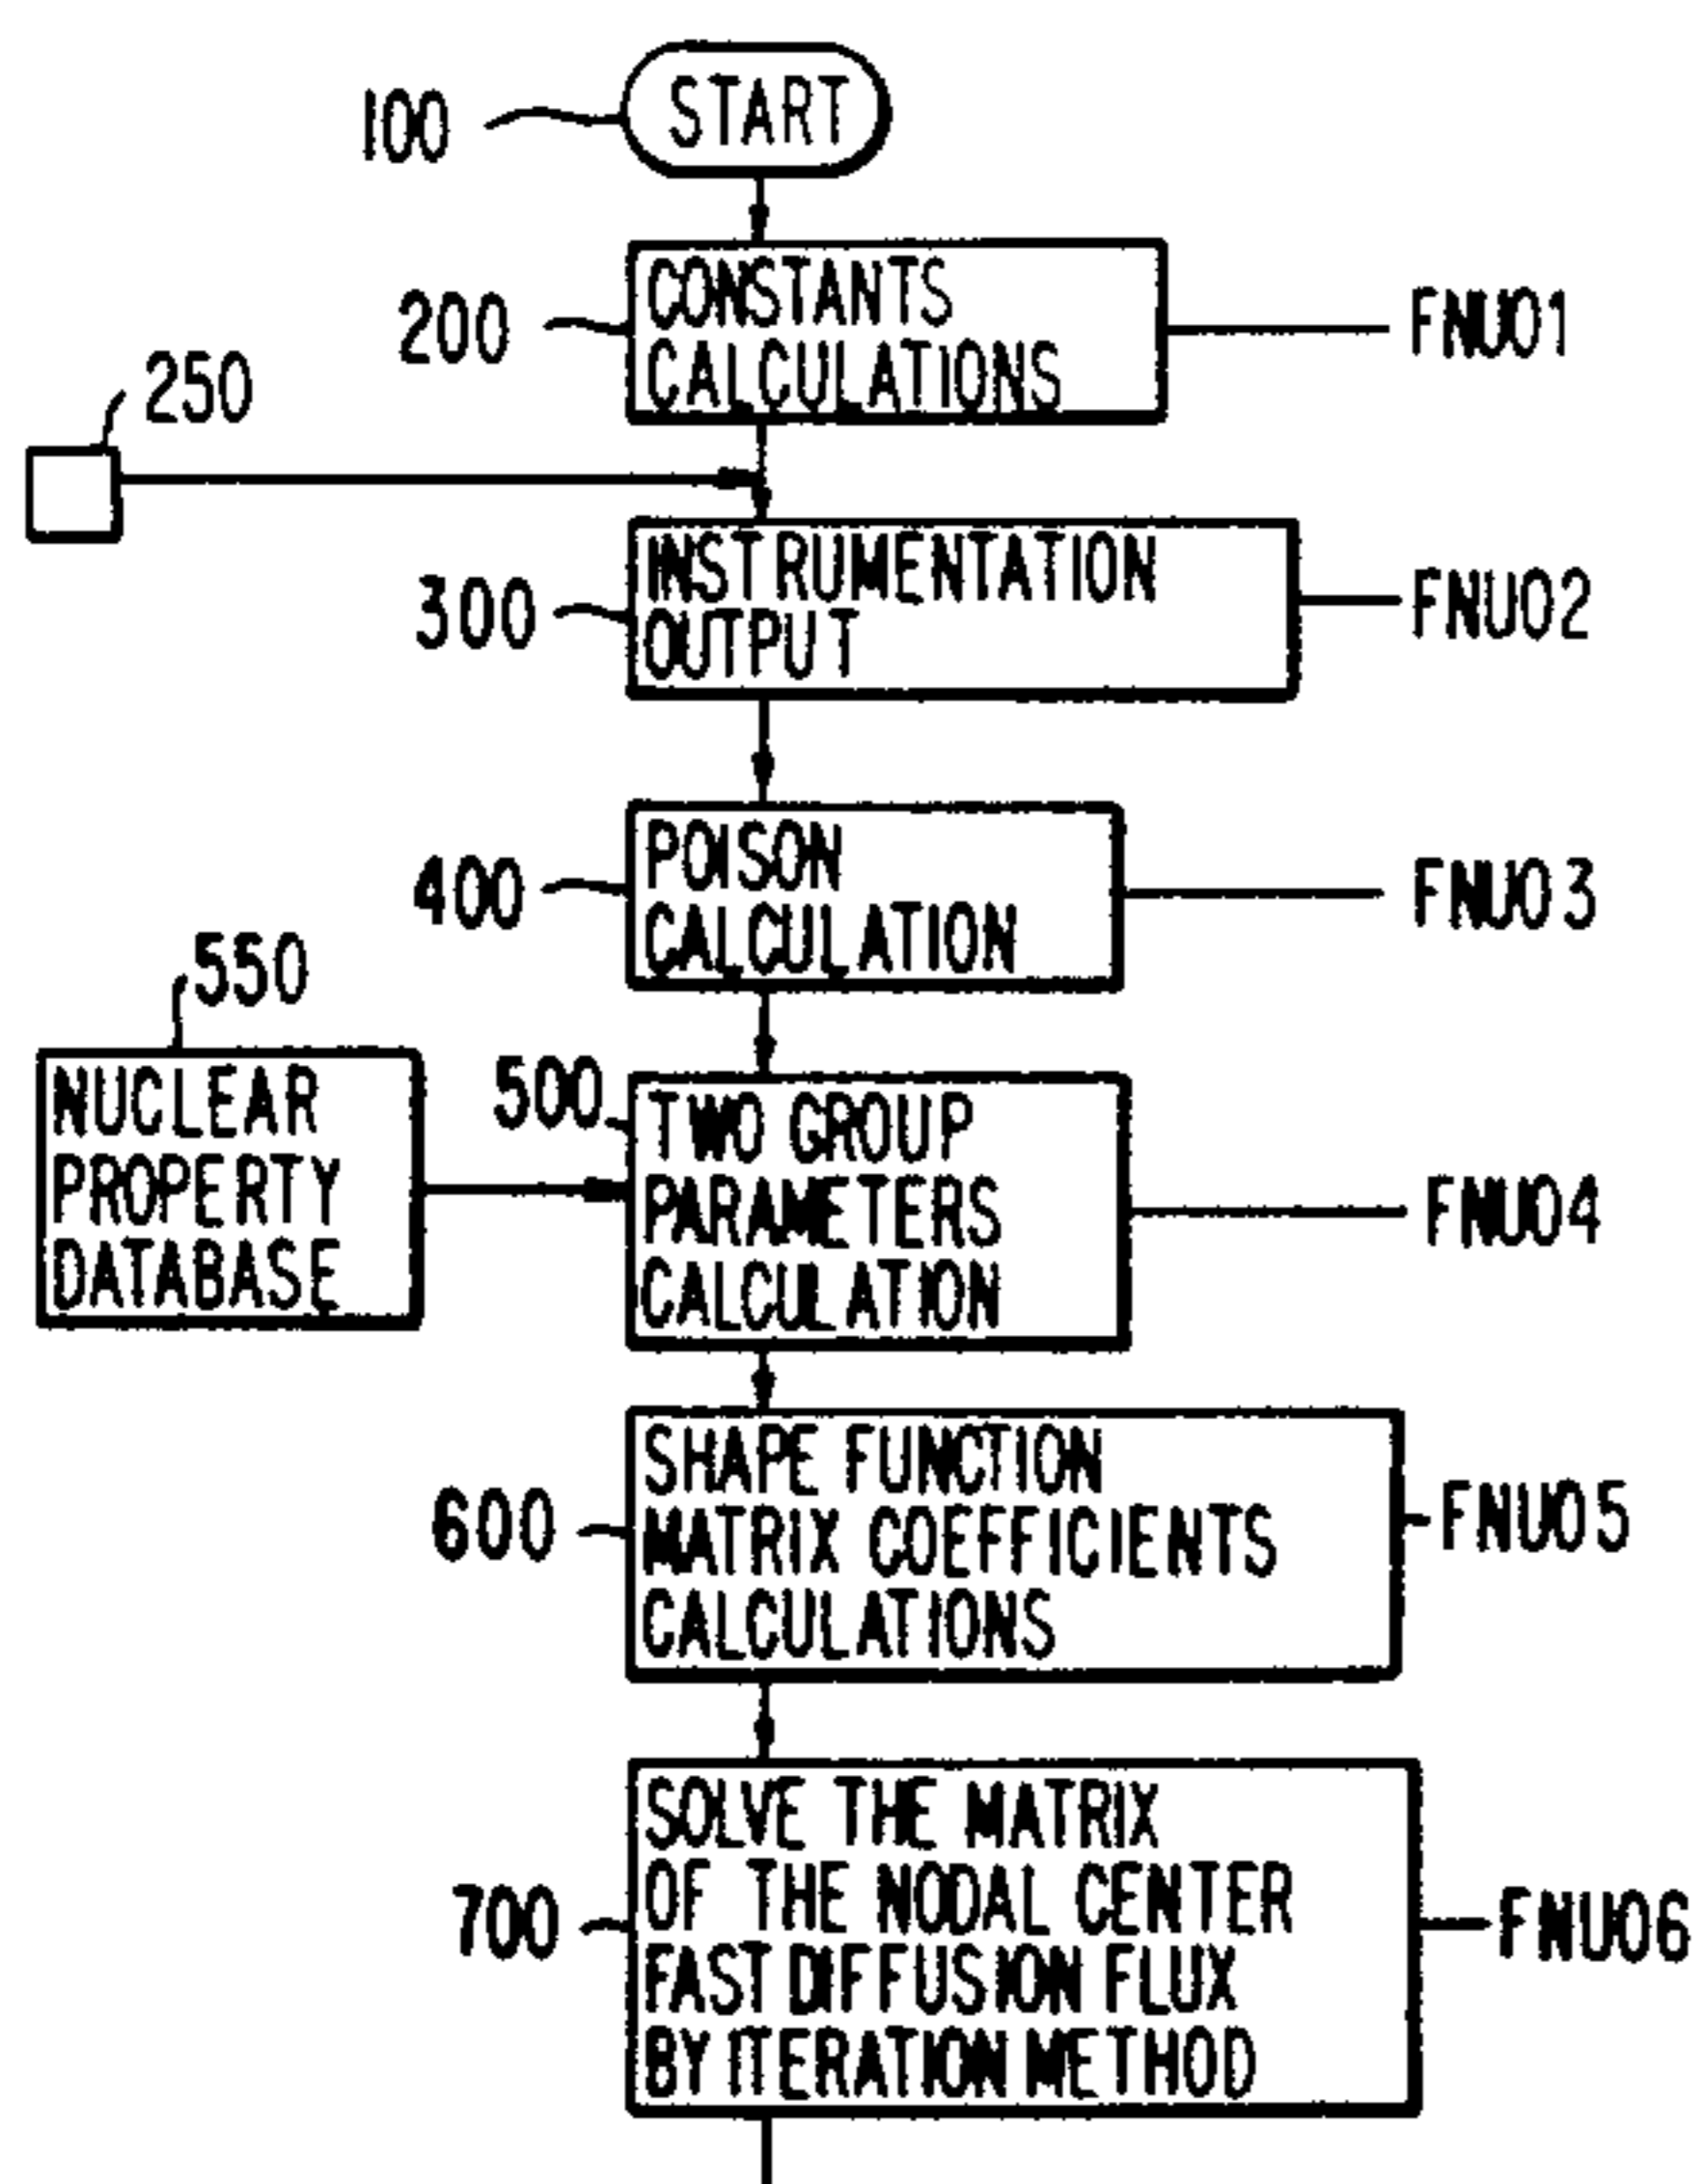 100
START
200
CONSTANTS
CALCULATIONS
FNU01
250
300
INSTRUMENTATION
OUTPUT
FNU02
400
POISON
CALCULATION
FNU03
550
NUCLEAR
PROPERTY
DATABASE
500
TWO GROUP
PARAMETERS
CALCULATION
FNU04
600
SHAPE FUNCTION
MATRIX COEFFICIENTS
CALCULATIONS
FNU05
700
SOLVE THE MATRIX
OF THE NODAL CENTER
FAST DIFFUSION FLUX
BY ITERATION METHOD
FNU06